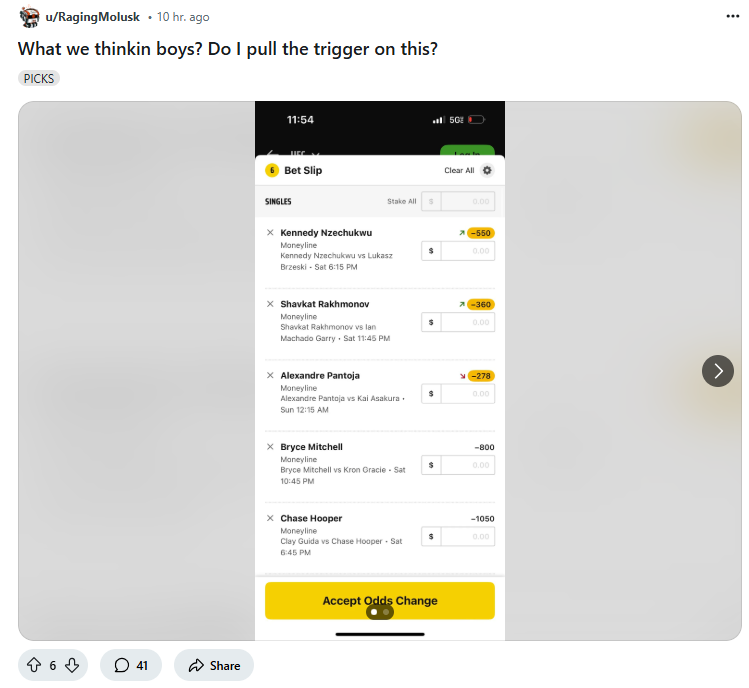 u/RagingMolusk • 10 hr. ago
What we thinkin boys? Do I pull the trigger on this?
PICKS
11:54
5G
6 Bet Slip
Clear All
SINGLES
Stake All
$ 0.00
Kennedy Nzechukwu
-550
Moneyline
Kennedy Nzechukwu vs Lukasz
Brzeski • Sat 6:15 PM
$ 0.00
Shavkat Rakhmonov
-360
Moneyline
Shavkat Rakhmonov vs Ian
Machado Garry • Sat 11:45 PM
$ 0.00
Alexandre Pantoja
-278
Moneyline
Alexandre Pantoja vs Kai Asakura •
Sun 12:15 AM
$ 0.00
Bryce Mitchell
-800
Moneyline
Bryce Mitchell vs Kron Gracie • Sat
10:45 PM
$ 0.00
Chase Hooper
-1050
Moneyline
Clay Guida vs Chase Hooper • Sat
6:45 PM
$ 0.00
Accept Odds Change
6
41
Share